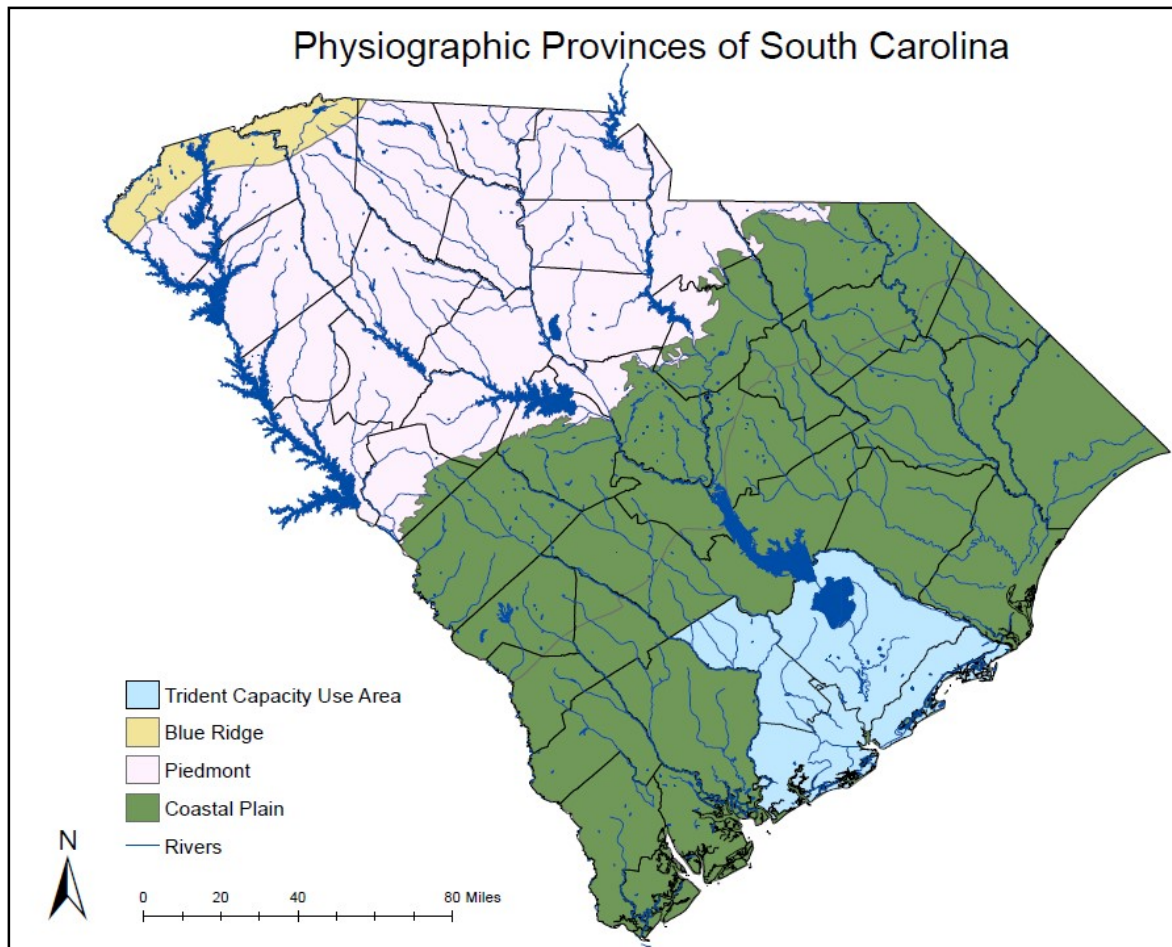 Physiographic Provinces of South Carolina
Trident Capacity Use Area
Blue Ridge
Piedmont
Coastal Plain
Rivers
N
0 20 40 80 Miles